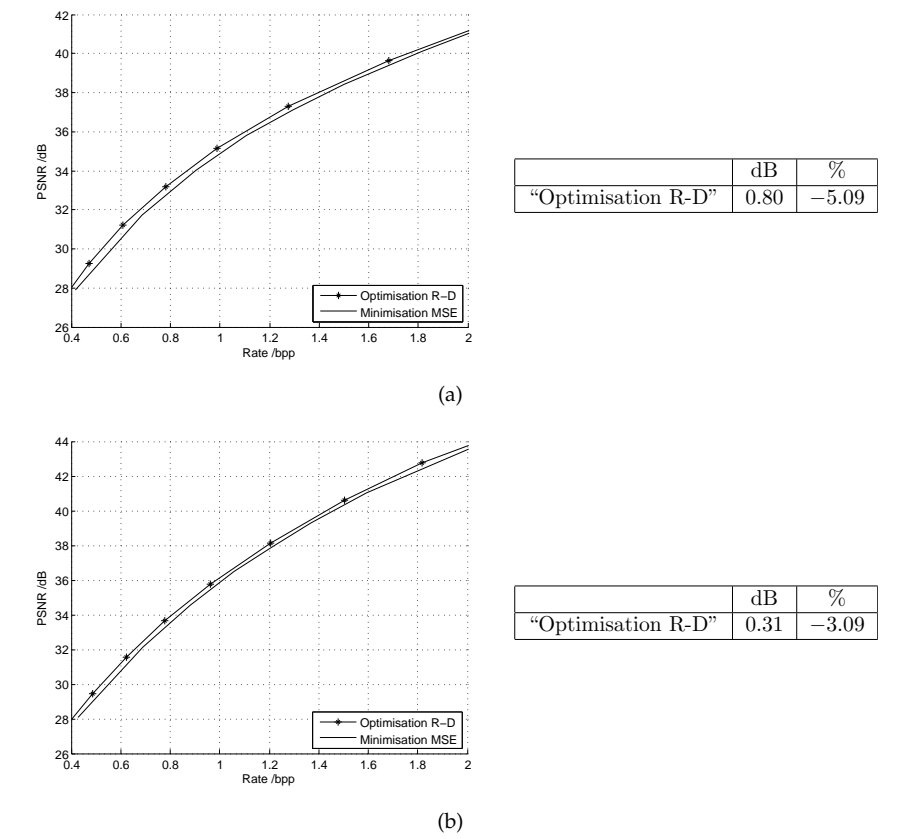 42
40
38
36
34
32
30
28
26
PSNR /dB
0.4 0.6 0.8 1 1.2 1.4 1.6 1.8 2
Rate /bpp
Optimisation R−D
Minimisation MSE
dB %
“Optimisation R-D” 0.80 −5.09
(a)
44
42
40
38
36
34
32
30
28
26
PSNR /dB
0.4 0.6 0.8 1 1.2 1.4 1.6 1.8 2
Rate /bpp
Optimisation R−D
Minimisation MSE
dB %
“Optimisation R-D” 0.31 −3.09
(b)